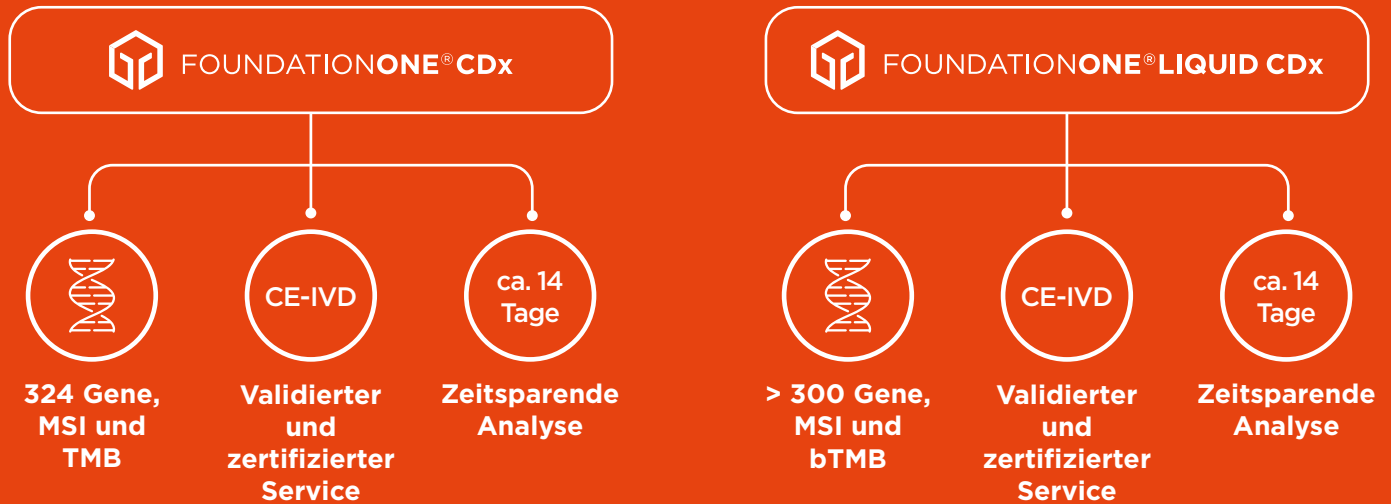 FOUNDATIONONE®CDx
CE-IVD
ca. 14
Tage
324 Gene,
MSI und
TMB
Validierter
und
zertifizierter
Service
Zeitsparende
Analyse
FOUNDATIONONE®LIQUID CDx
CE-IVD
ca. 14
Tage
> 300 Gene,
MSI und
bTMB
Validierter
und
zertifizierter
Service
Zeitsparende
Analyse